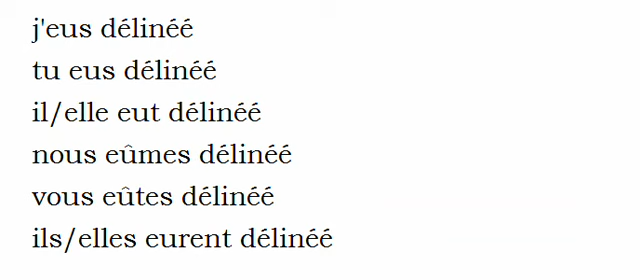 j'eus délinéé
tu eus délinéé
il/elle eut délinéé
nous eûmes délinéé
vous eûtes délinéé
ils/elles eurent délinéé